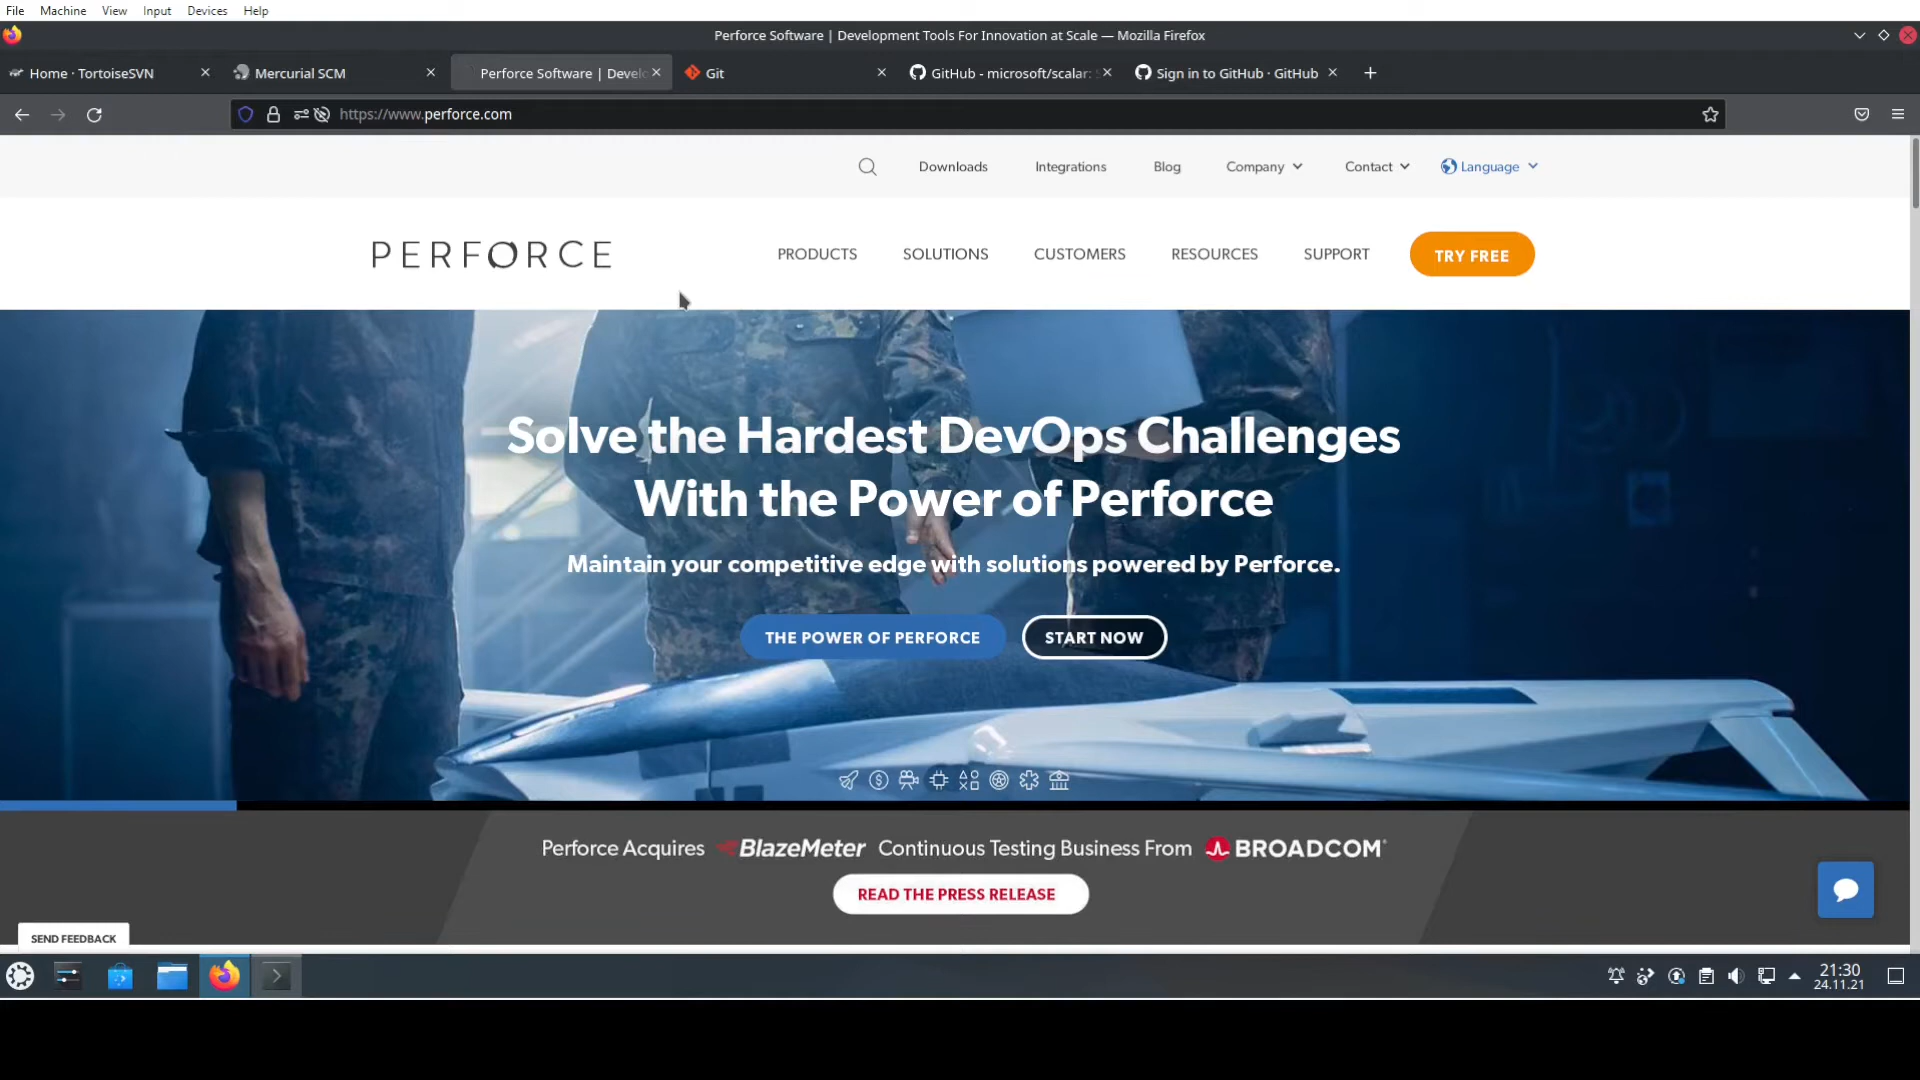 File Machine View Input Devices Help
Perforce Software | Development Tools For Innovation at Scale — Mozilla Firefox
Home · TortoiseSVN
Mercurial SCM
Perforce Software | Develo
Git
GitHub - microsoft/scalar:
Sign in to GitHub · GitHub
https://www.perforce.com
Downloads Integrations Blog Company Contact Language
PERFORCE
PRODUCTS SOLUTIONS CUSTOMERS RESOURCES SUPPORT TRY FREE
Solve the Hardest DevOps Challenges
With the Power of Perforce
Maintain your competitive edge with solutions powered by Perforce.
THE POWER OF PERFORCE START NOW
Perforce Acquires BlazeMeter Continuous Testing Business From BROADCOM®
READ THE PRESS RELEASE
SEND FEEDBACK
21:30
24.11.21